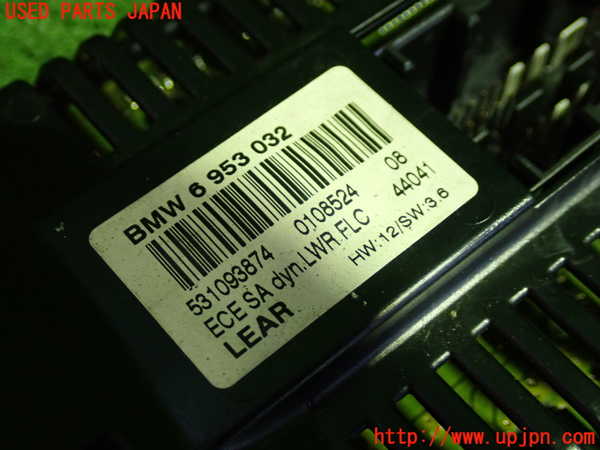 USED PARTS JAPAN
BMW 6 953 032
531093874 0108524 08
ECE SA dyn.LWR FLC 44041
LEAR HW:12/SW:3.6
http://www.upjpn.com/